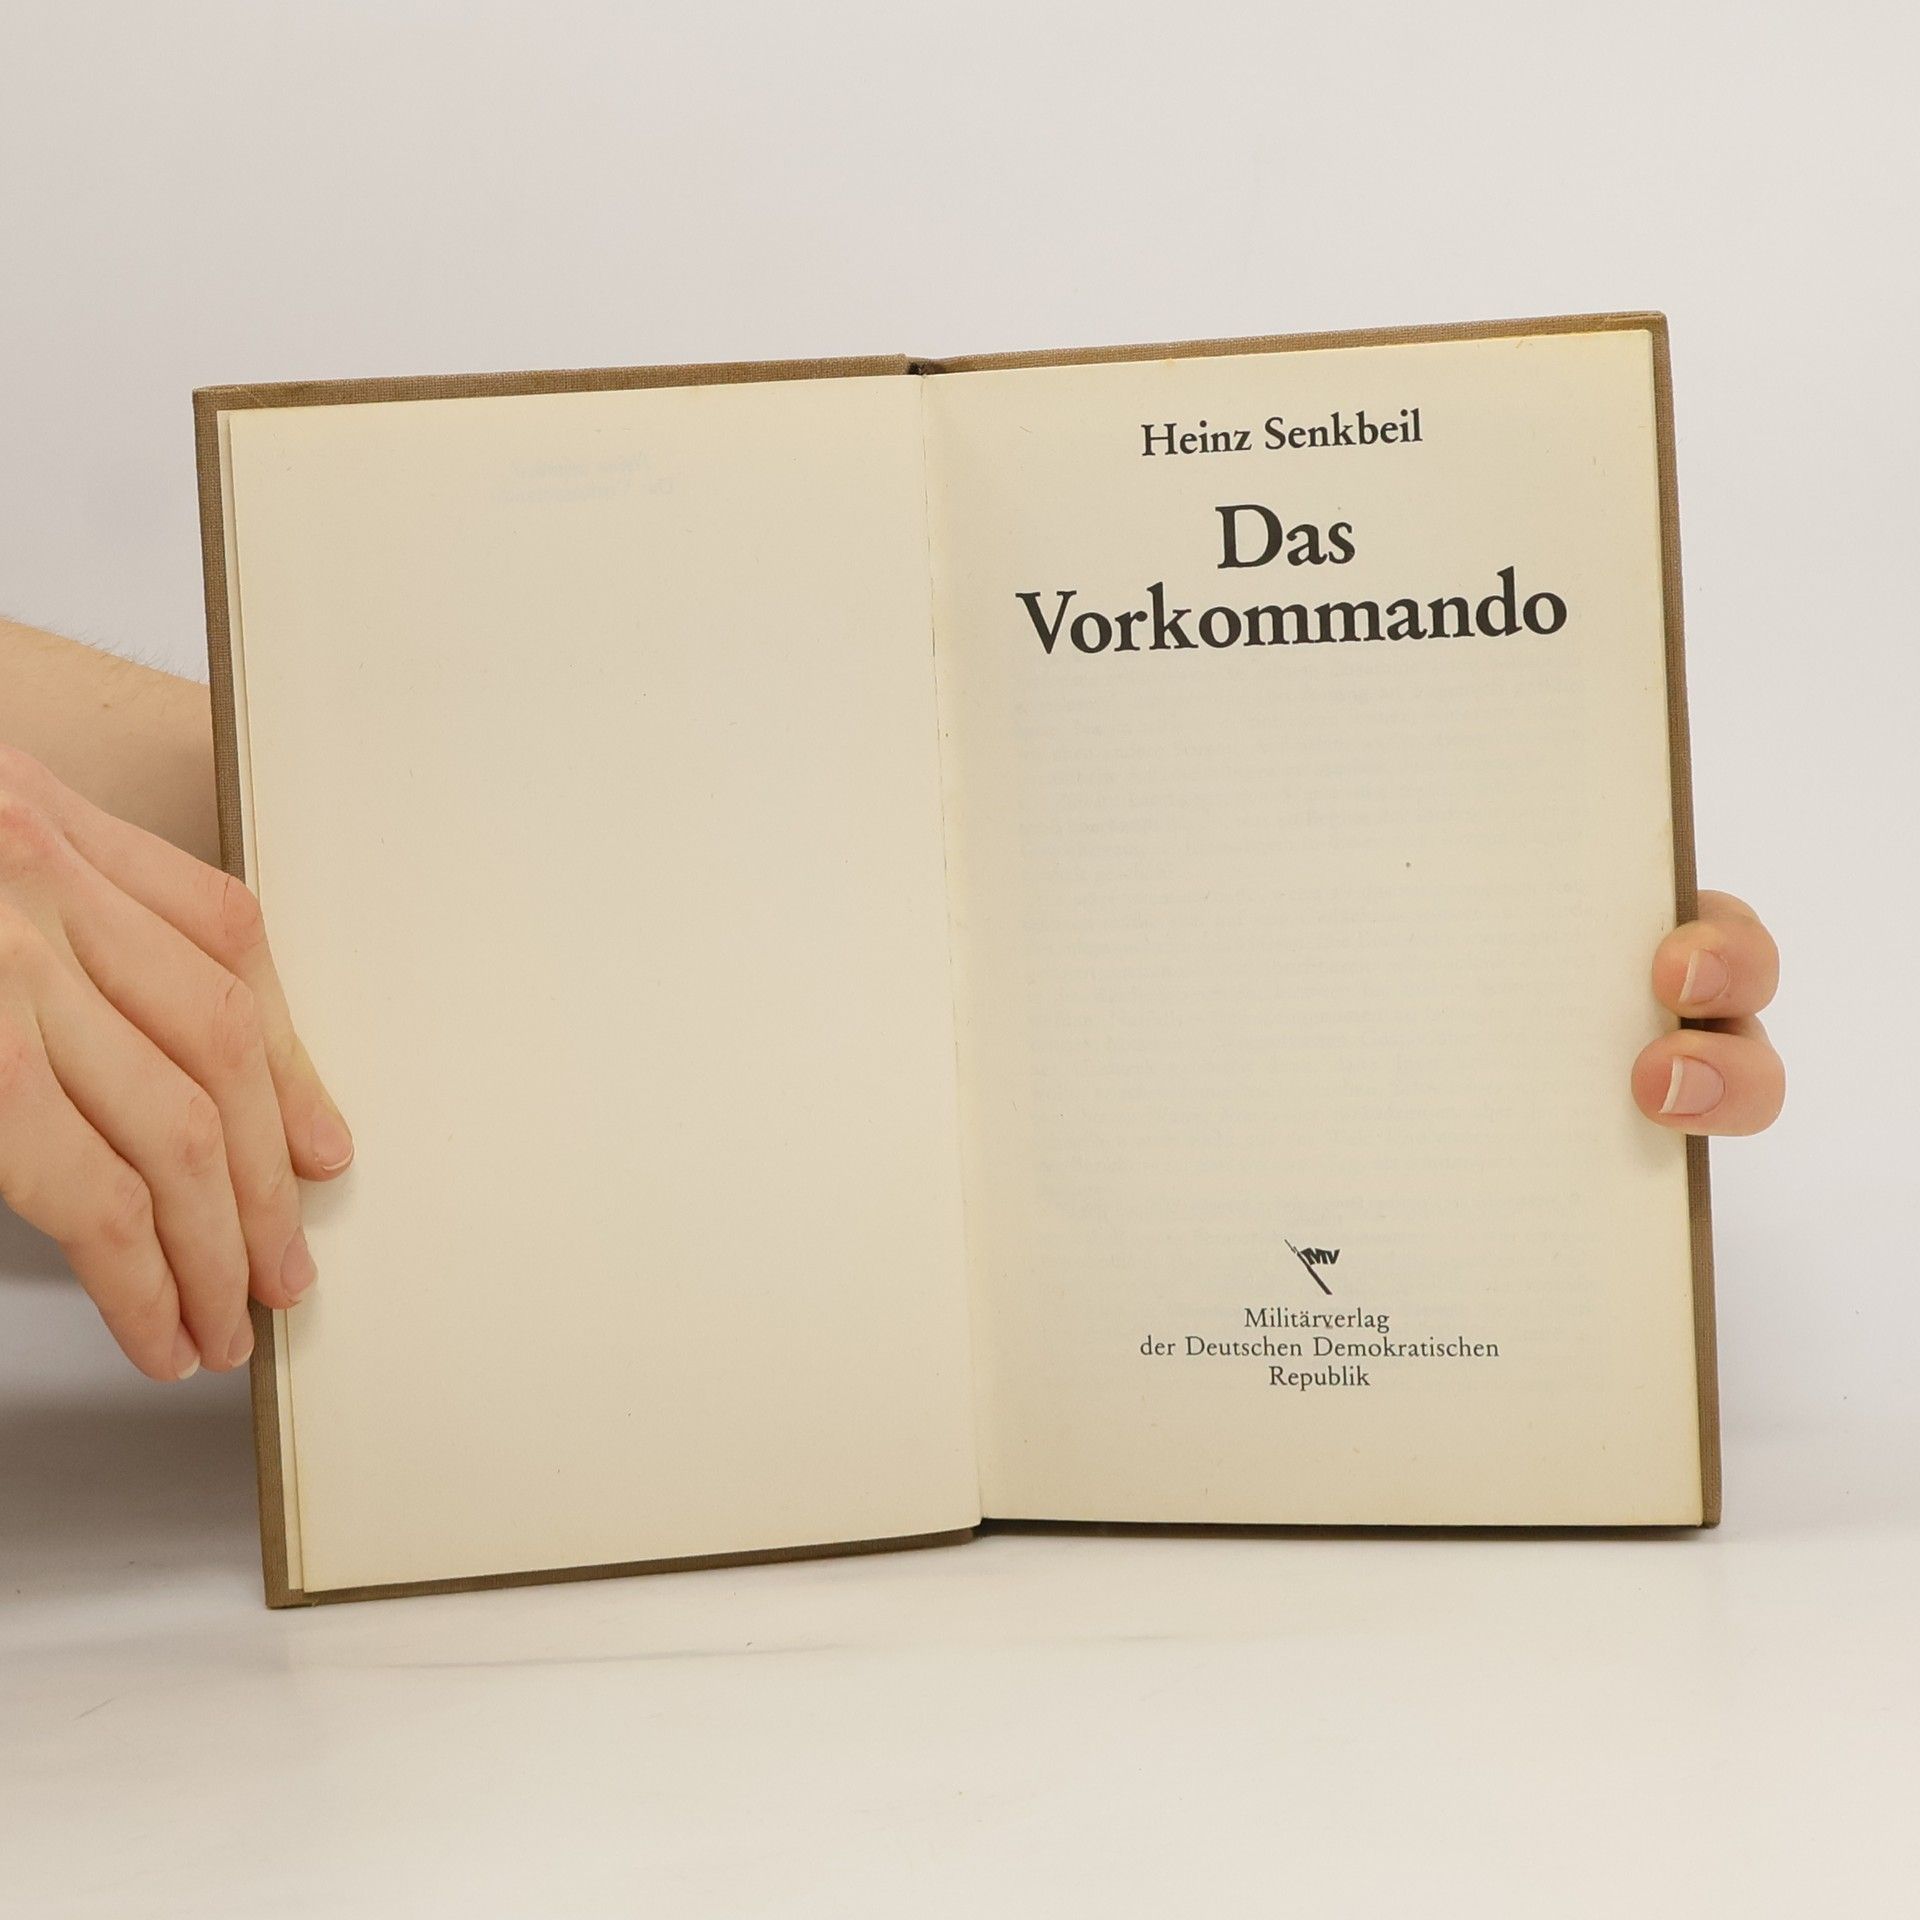 Heinz Senkbeil
Das
Vorkommando
MV
Militärverlag
der Deutschen Demokratischen
Republik